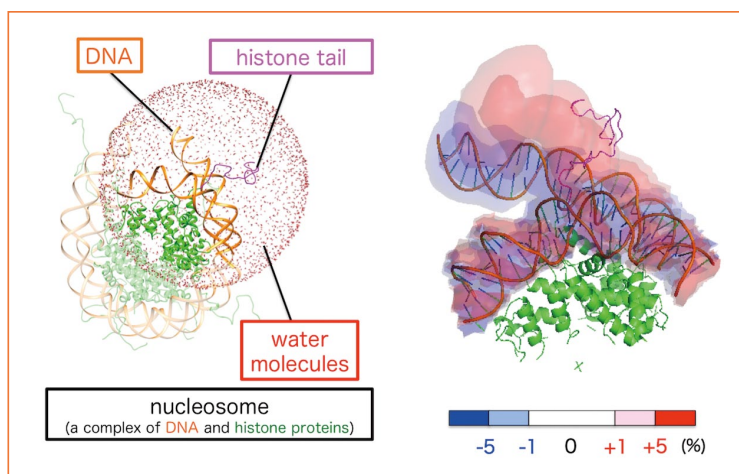 DNA
histone tail
water
molecules
nucleosome
(a complex of DNA and histone proteins)
-5 -1 0 +1 +5 (%)